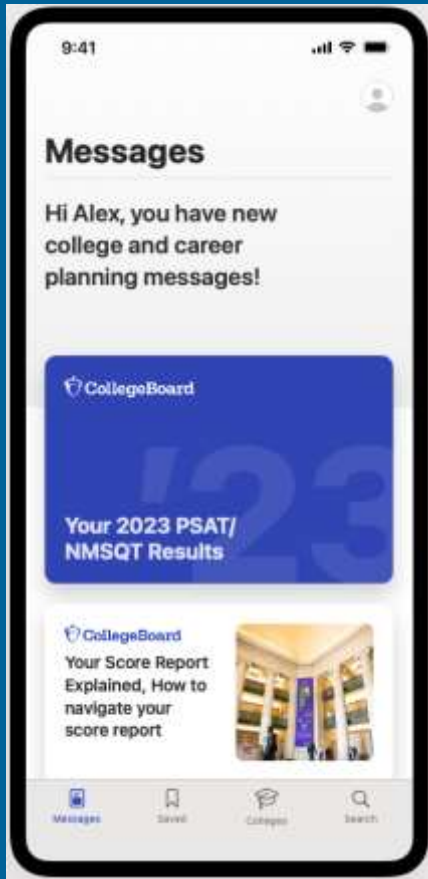 9:41
Messages
Hi Alex, you have new
college and career
planning messages!
CollegeBoard
'23
Your 2023 PSAT/
NMSQT Results
CollegeBoard
Your Score Report
Explained, How to
navigate your
score report
Messages
Saved
Colleges
Search